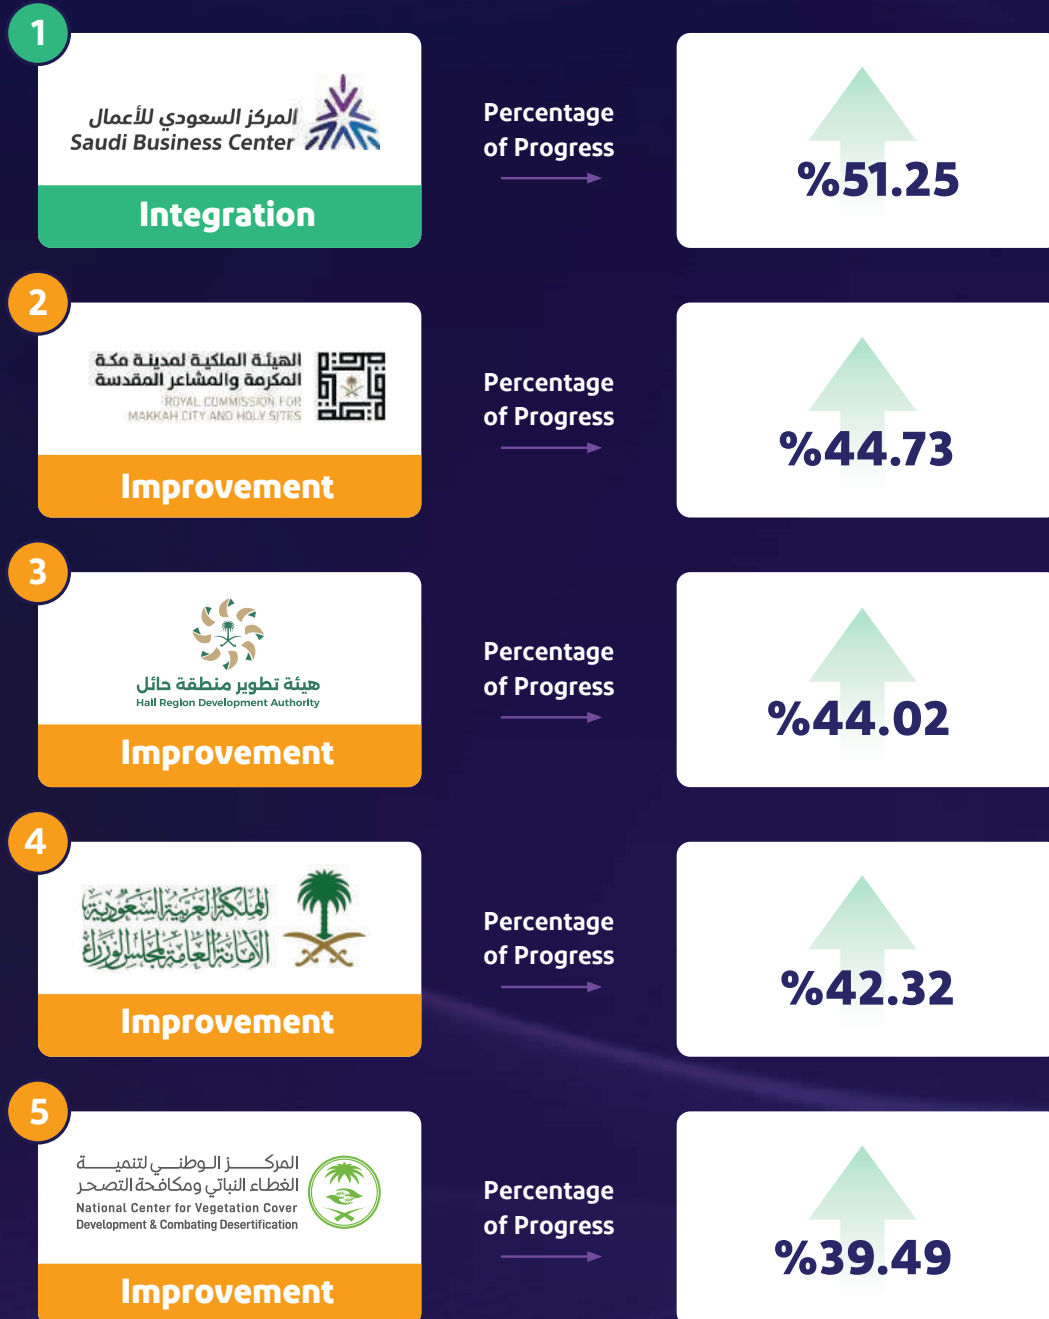 1
المركز السعودي للأعمال
Saudi Business Center
Integration
Percentage
of Progress
%51.25
2
الهيئة الملكية لمدينة مكة
المكرمة والمشاعر المقدسة
ROYAL COMMISSION FOR
MAKKAH CITY AND HOLY SITES
Improvement
Percentage
of Progress
%44.73
3
هيئة تطوير منطقة حائل
Hail Region Development Authority
Improvement
Percentage
of Progress
%44.02
4
المملكة العربية السعودية
الأمانة العامة لمجلس الوزراء
Improvement
Percentage
of Progress
%42.32
5
المركــــز الـوطنـــي لتنميــــة
الغطاء النباتي ومكافحة التصحر
National Center for Vegetation Cover
Development & Combating Desertification
Improvement
Percentage
of Progress
%39.49